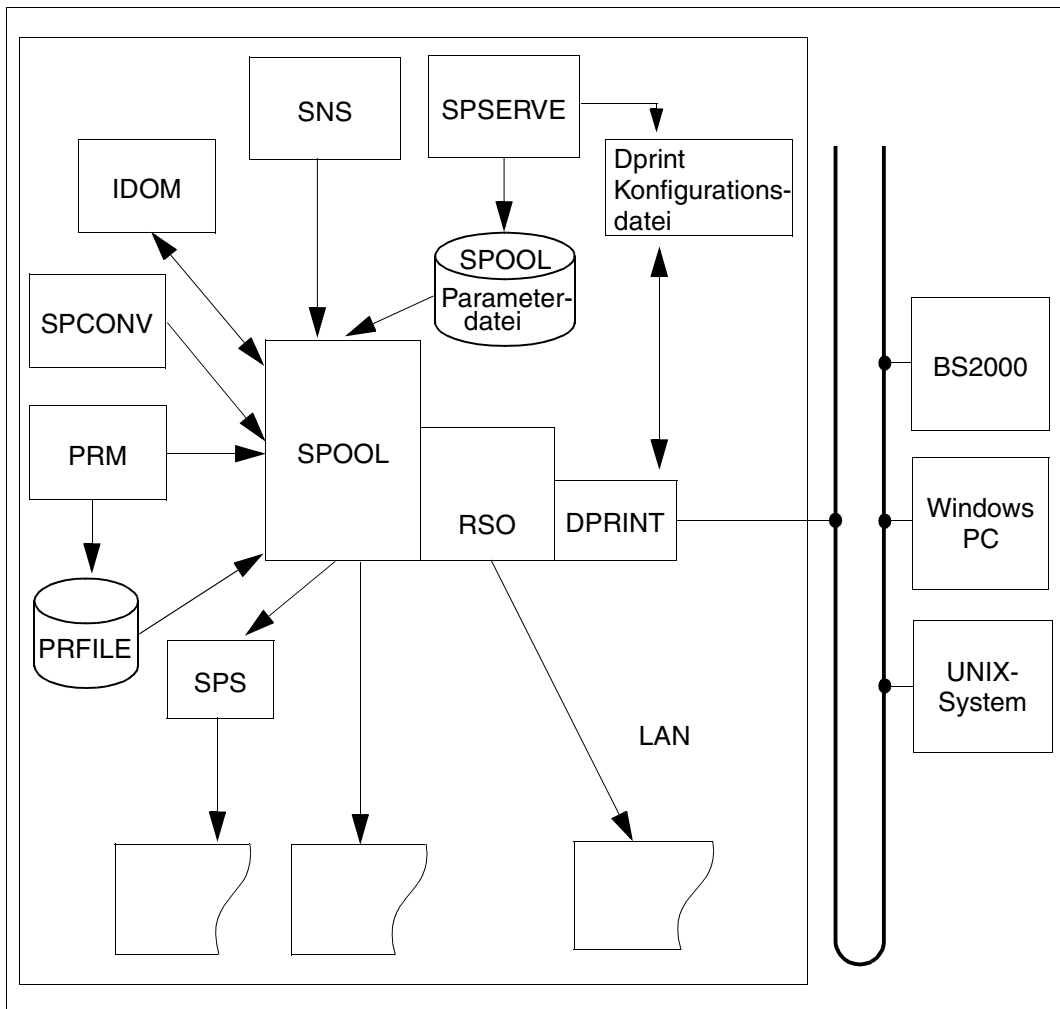 SNS
SPSERVE
Dprint
Konfigurations-
datei
IDOM
SPOOL
Parameter-
datei
SPCONV
BS2000
PRM
SPOOL
RSO
DPRINT
Windows
PC
PRFILE
SPS
UNIX-
System
LAN